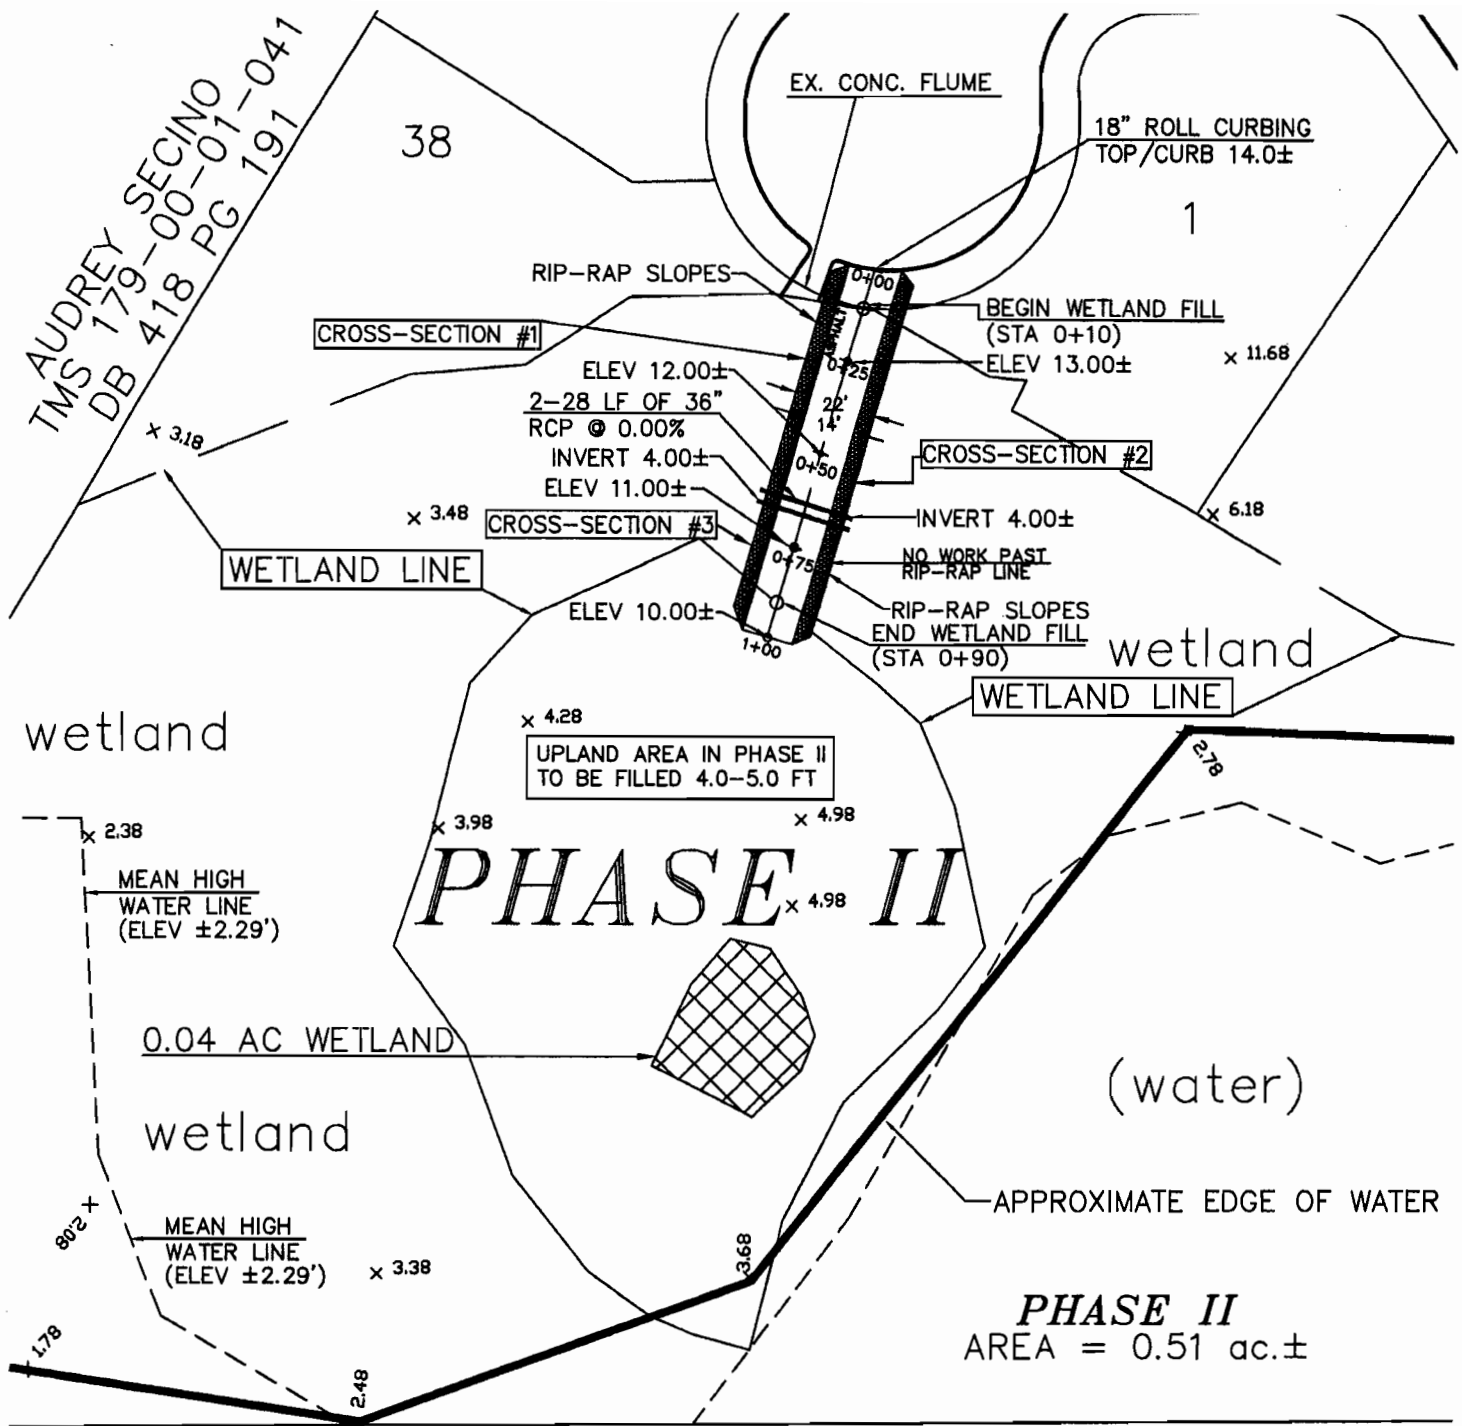 AUDREY SECINO
TMS 179-00-01-041
DB 418 PG 191
38
EX. CONC. FLUME
18" ROLL CURBING
TOP/CURB 14.0±
1
RIP-RAP SLOPES
0+00
ASPHALT
BEGIN WETLAND FILL
(STA 0+10)
CROSS-SECTION #1
ELEV 13.00±
11.68
0+25
ELEV 12.00±
2-28 LF OF 36"
RCP @ 0.00%
22'
14'
3.18
INVERT 4.00±
CROSS-SECTION #2
0+50
ELEV 11.00±
3.48
CROSS-SECTION #3
INVERT 4.00±
6.18
NO WORK PAST
RIP-RAP LINE
0+75
WETLAND LINE
ELEV 10.00±
RIP-RAP SLOPES
END WETLAND FILL
(STA 0+90)
1+00
wetland
WETLAND LINE
wetland
4.28
UPLAND AREA IN PHASE II
TO BE FILLED 4.0-5.0 FT
2.78
3.98
4.98
2.38
PHASE II
4.98
MEAN HIGH
WATER LINE
(ELEV ±2.29')
0.04 AC WETLAND
(water)
wetland
APPROXIMATE EDGE OF WATER
2.08
MEAN HIGH
WATER LINE
(ELEV ±2.29')
3.38
3.68
PHASE II
AREA = 0.51 ac.±
1.78
2.48